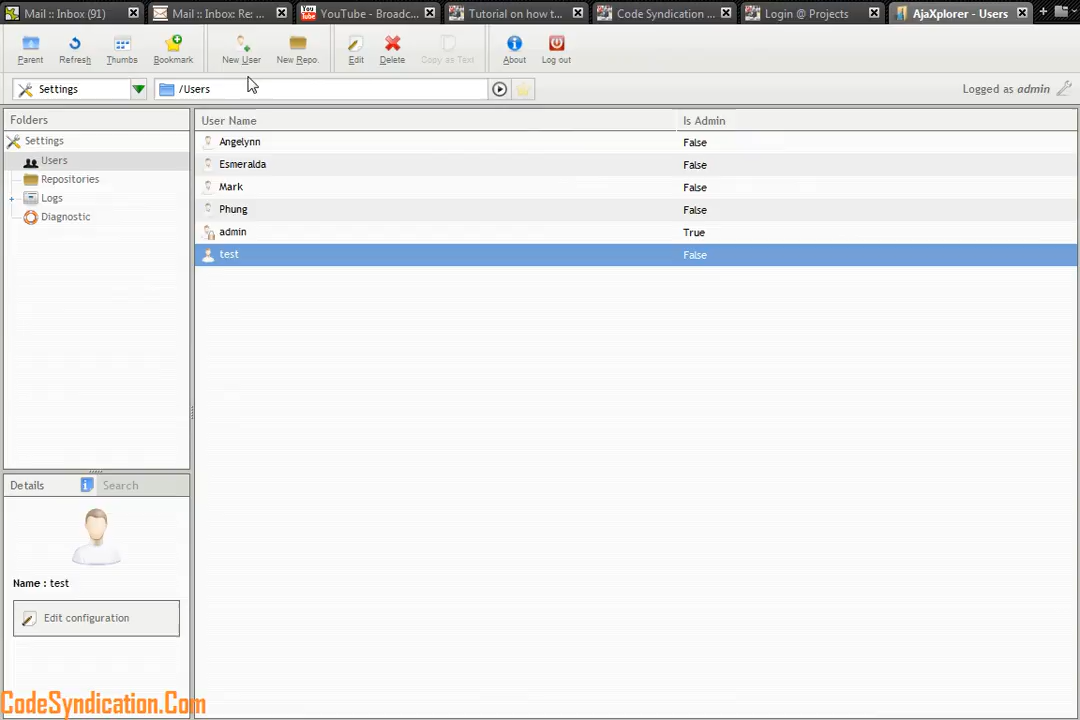 Mail :: Inbox (91)
Mail :: Inbox: Re: ...
YouTube - Broadc...
Tutorial on how t...
Code Syndication ...
Login @ Projects
AjaXplorer - Users
Parent
Refresh
Thumbs
Bookmark
New User
New Repo.
Edit
Delete
Copy as Text
About
Log out
Settings
/Users
Logged as admin
Folders
Settings
Users
Repositories
Logs
Diagnostic
User Name
Is Admin
Angelynn
False
Esmeralda
False
Mark
False
Phung
False
admin
True
test
False
Details
Search
Name : test
Edit configuration
CodeSyndication.Com